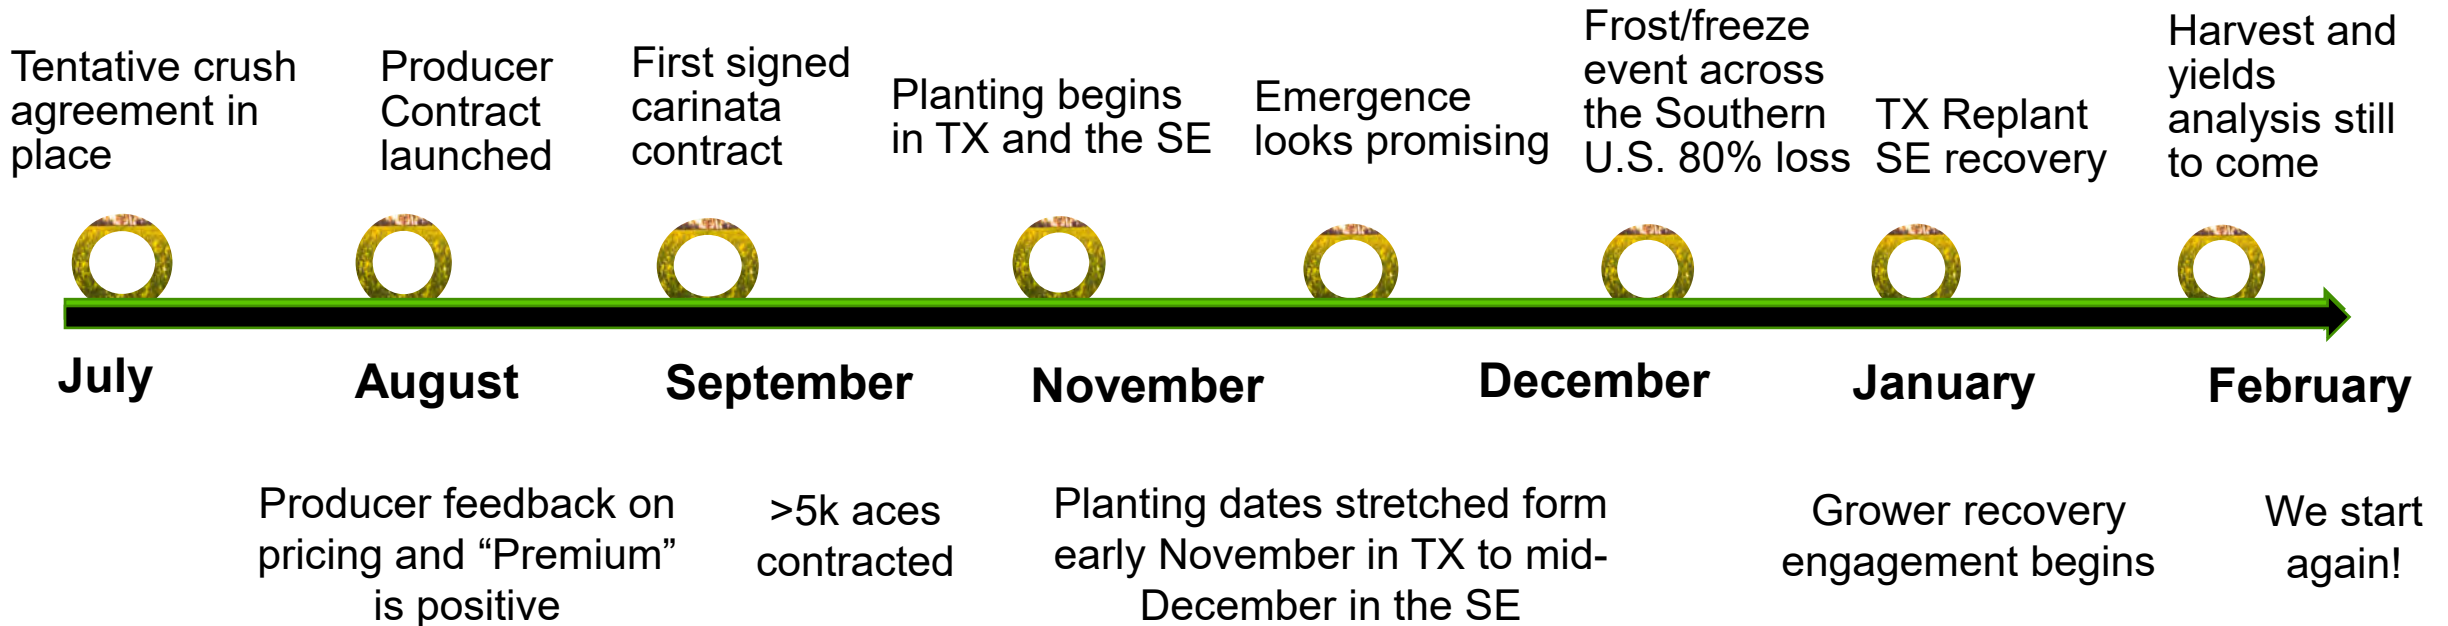 Tentative crush
agreement in
place
Producer
Contract
launched
First signed
carinata
contract
Planting begins
in TX and the SE
Emergence
looks promising
Frost/freeze
event across
the Southern
U.S. 80% loss
TX Replant
SE recovery
Harvest and
yields
analysis still
to come
July
August
September
November
December
January
February
Producer feedback on
pricing and “Premium”
is positive
>5k aces
contracted
Planting dates stretched form
early November in TX to mid-
December in the SE
Grower recovery
engagement begins
We start
again!